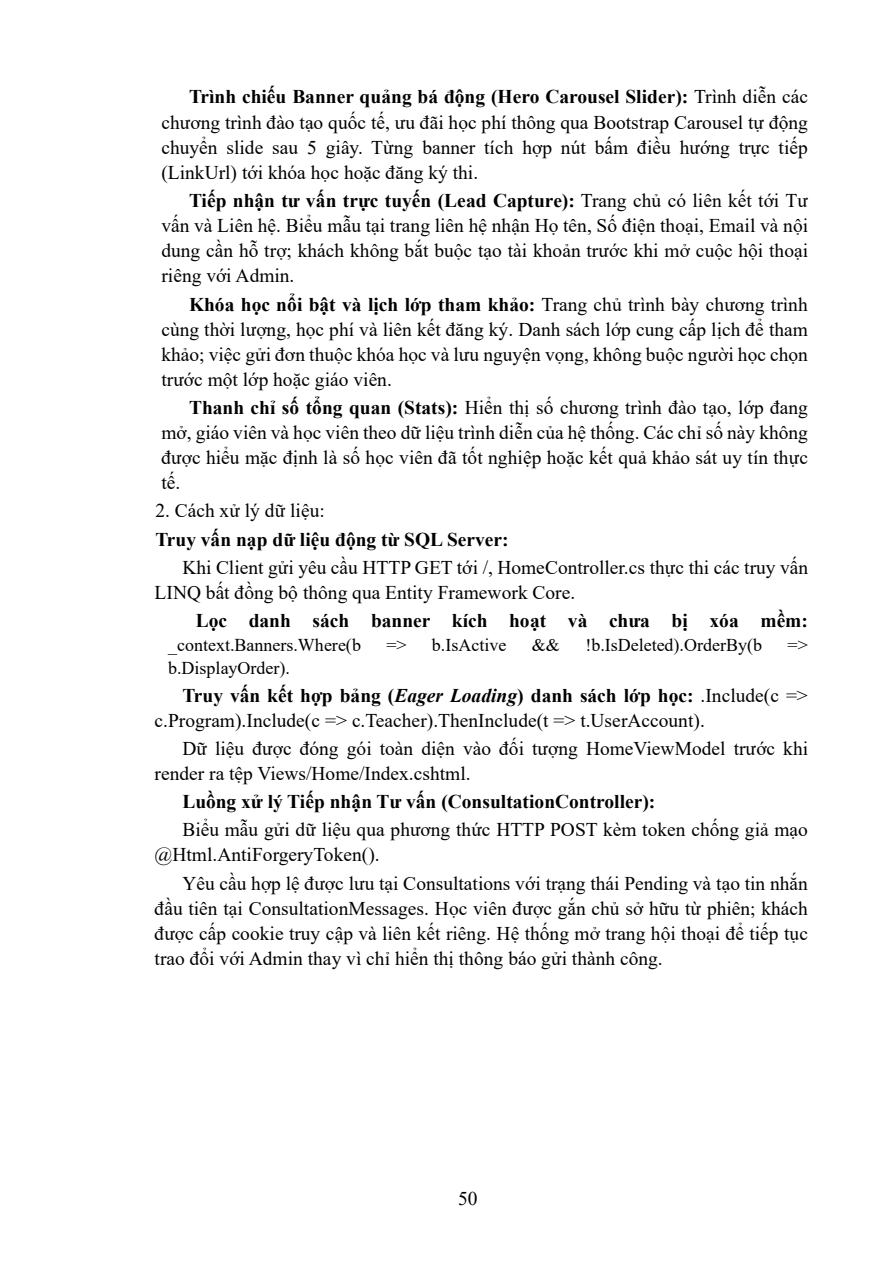 Trình chiếu Banner quảng bá động (Hero Carousel Slider): Trình diễn các
chương trình đào tạo quốc tế, ưu đãi học phí thông qua Bootstrap Carousel tự động
chuyển slide sau 5 giây. Từng banner tích hợp nút bấm điều hướng trực tiếp
(LinkUrl) tới khóa học hoặc đăng ký thi.
Tiếp nhận tư vấn trực tuyến (Lead Capture): Trang chủ có liên kết tới Tư
vấn và Liên hệ. Biểu mẫu tại trang liên hệ nhận Họ tên, Số điện thoại, Email và nội
dung cần hỗ trợ; khách không bắt buộc tạo tài khoản trước khi mở cuộc hội thoại
riêng với Admin.
Khóa học nổi bật và lịch lớp tham khảo: Trang chủ trình bày chương trình
cùng thời lượng, học phí và liên kết đăng ký. Danh sách lớp cung cấp lịch để tham
khảo; việc gửi đơn thuộc khóa học và lưu nguyện vọng, không buộc người học chọn
trước một lớp hoặc giáo viên.
Thanh chỉ số tổng quan (Stats): Hiển thị số chương trình đào tạo, lớp đang
mở, giáo viên và học viên theo dữ liệu trình diễn của hệ thống. Các chỉ số này không
được hiểu mặc định là số học viên đã tốt nghiệp hoặc kết quả khảo sát uy tín thực
tế.
2. Cách xử lý dữ liệu:
Truy vấn nạp dữ liệu động từ SQL Server:
Khi Client gửi yêu cầu HTTP GET tới /, HomeController.cs thực thi các truy vấn
LINQ bất đồng bộ thông qua Entity Framework Core.
Lọc danh sách banner kích hoạt và chưa bị xóa mềm:
_context.Banners.Where(b => b.IsActive && !b.IsDeleted).OrderBy(b =>
b.DisplayOrder).
Truy vấn kết hợp bảng (Eager Loading) danh sách lớp học: .Include(c =>
c.Program).Include(c => c.Teacher).ThenInclude(t => t.UserAccount).
Dữ liệu được đóng gói toàn diện vào đối tượng HomeViewModel trước khi
render ra tệp Views/Home/Index.cshtml.
Luồng xử lý Tiếp nhận Tư vấn (ConsultationController):
Biểu mẫu gửi dữ liệu qua phương thức HTTP POST kèm token chống giả mạo
@Html.AntiForgeryToken().
Yêu cầu hợp lệ được lưu tại Consultations với trạng thái Pending và tạo tin nhắn
đầu tiên tại ConsultationMessages. Học viên được gắn chủ sở hữu từ phiên; khách
được cấp cookie truy cập và liên kết riêng. Hệ thống mở trang hội thoại để tiếp tục
trao đổi với Admin thay vì chỉ hiển thị thông báo gửi thành công.
50